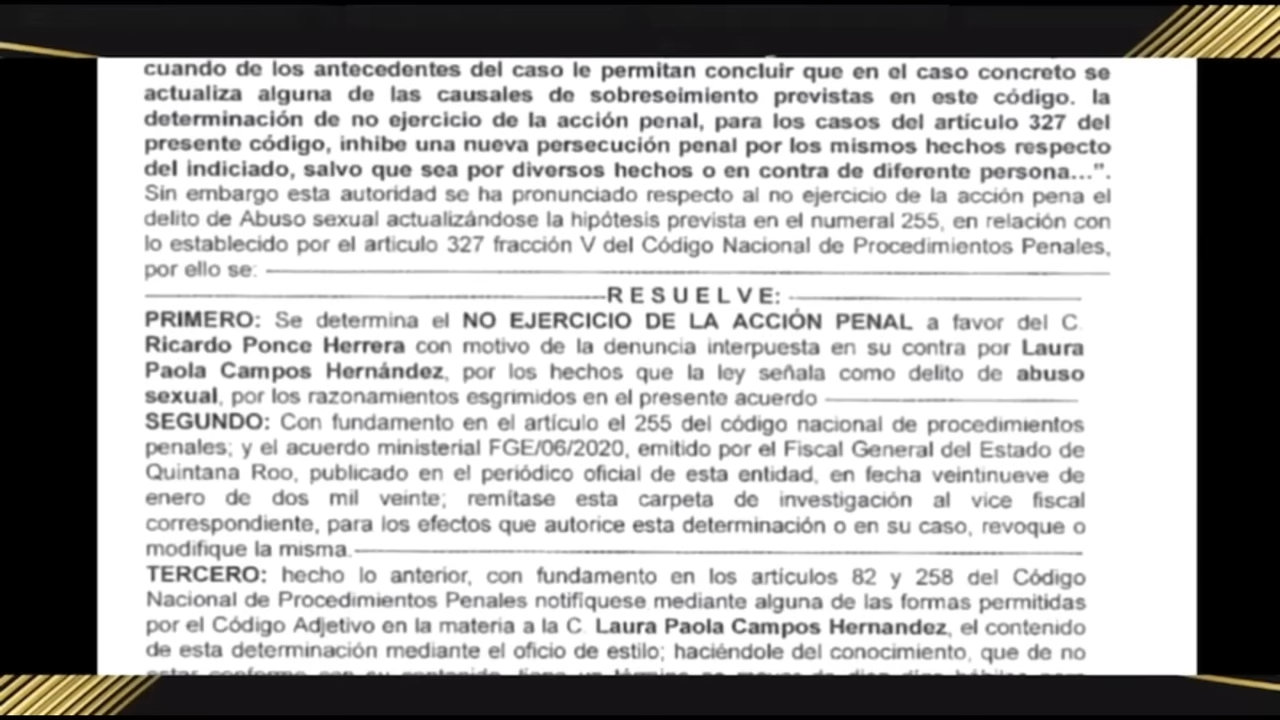 cuando de los antecedentes del caso le permitan concluir que en el caso concreto se
actualiza alguna de las causales de sobreseimiento previstas en este código. la
determinación de no ejercicio de la acción penal, para los casos del artículo 327 del
presente código, inhibe una nueva persecución penal por los mismos hechos respecto
del indiciado, salvo que sea por diversos hechos o en contra de diferente persona...".
Sin embargo esta autoridad se ha pronunciado respecto al no ejercicio de la acción pena el
delito de Abuso sexual actualizándose la hipótesis prevista en el numeral 255, en relación con
lo establecido por el articulo 327 fracción V del Código Nacional de Procedimientos Penales,
por ello se:
R E S U E L V E:
PRIMERO: Se determina el NO EJERCICIO DE LA ACCIÓN PENAL a favor del C.
Ricardo Ponce Herrera con motivo de la denuncia interpuesta en su contra por Laura
Paola Campos Hernández, por los hechos que la ley señala como delito de abuso
sexual, por los razonamientos esgrimidos en el presente acuerdo
SEGUNDO: Con fundamento en el artículo el 255 del código nacional de procedimientos
penales; y el acuerdo ministerial FGE/06/2020, emitido por el Fiscal General del Estado de
Quintana Roo, publicado en el periódico oficial de esta entidad, en fecha veintinueve de
enero de dos mil veinte; remítase esta carpeta de investigación al vice fiscal
correspondiente, para los efectos que autorice esta determinación o en su caso, revoque o
modifique la misma.
TERCERO: hecho lo anterior, con fundamento en los artículos 82 y 258 del Código
Nacional de Procedimientos Penales notifíquese mediante alguna de las formas permitidas
por el Código Adjetivo en la materia a la C. Laura Paola Campos Hernandez, el contenido
de esta determinación mediante el oficio de estilo; haciéndole del conocimiento, que de no